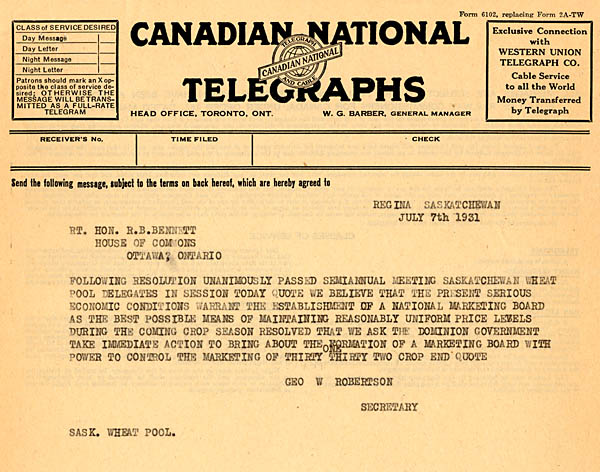 Form 6102, replacing Form 2A-TW
CLASS of SERVICE DESIRED
Day Message
Day Letter
Night Message
Night Letter
Patrons should mark an X op-
posite the class of service de-
sired; OTHERWISE THE
MESSAGE WILL BE TRANS-
MITTED AS A FULL-RATE
TELEGRAM
CANADIAN NATIONAL
TELEGRAPH
CANADIAN NATIONAL
AND CABLE
TELEGRAPHS
HEAD OFFICE, TORONTO, ONT. W. G. BARBER, GENERAL MANAGER
Exclusive Connection
with
WESTERN UNION
TELEGRAPH CO.
Cable Service
to all the World
Money Transferred
by Telegraph
RECEIVER'S No. TIME FILED CHECK
Send the following message, subject to the terms on back hereof, which are hereby agreed to
REGINA SASKATCHEWAN
JULY 7th 1931
RT. HON. R.B.BENNETT
HOUSE OF COMMONS
OTTAWA, ONTARIO
FOLLOWING RESOLUTION UNANIMOUSLY PASSED SEMIANNUAL MEETING SASKATCHEWAN WHEAT
POOL DELEGATES IN SESSION TODAY QUOTE WE BELIEVE THAT THE PRESENT SERIOUS
ECONOMIC CONDITIONS WARRANT THE ESTABLISHMENT OF A NATIONAL MARKETING BOARD
AS THE BEST POSSIBLE MEANS OF MAINTAINING REASONABLY UNIFORM PRICE LEVELS
DURING THE COMING CROP SEASON RESOLVED THAT WE ASK THE DOMINION GOVERNMENT
TAKE IMMEDIATE ACTION TO BRING ABOUT THE FORMATION OF A MARKETING BOARD WITH
ONE
POWER TO CONTROL THE MARKETING OF THIRTY THIRTY TWO CROP END QUOTE
GEO W ROBERTSON
SECRETARY
SASK. WHEAT POOL.